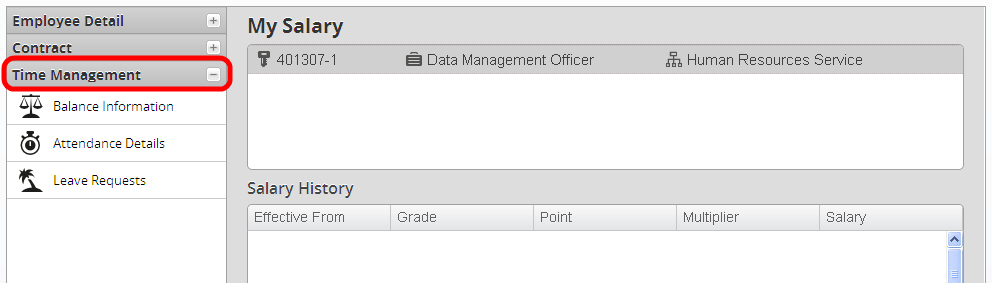 Employee Detail
Contract
Time Management
Balance Information
Attendance Details
Leave Requests
My Salary
401307-1 Data Management Officer Human Resources Service
Salary History
Effective From Grade Point Multiplier Salary